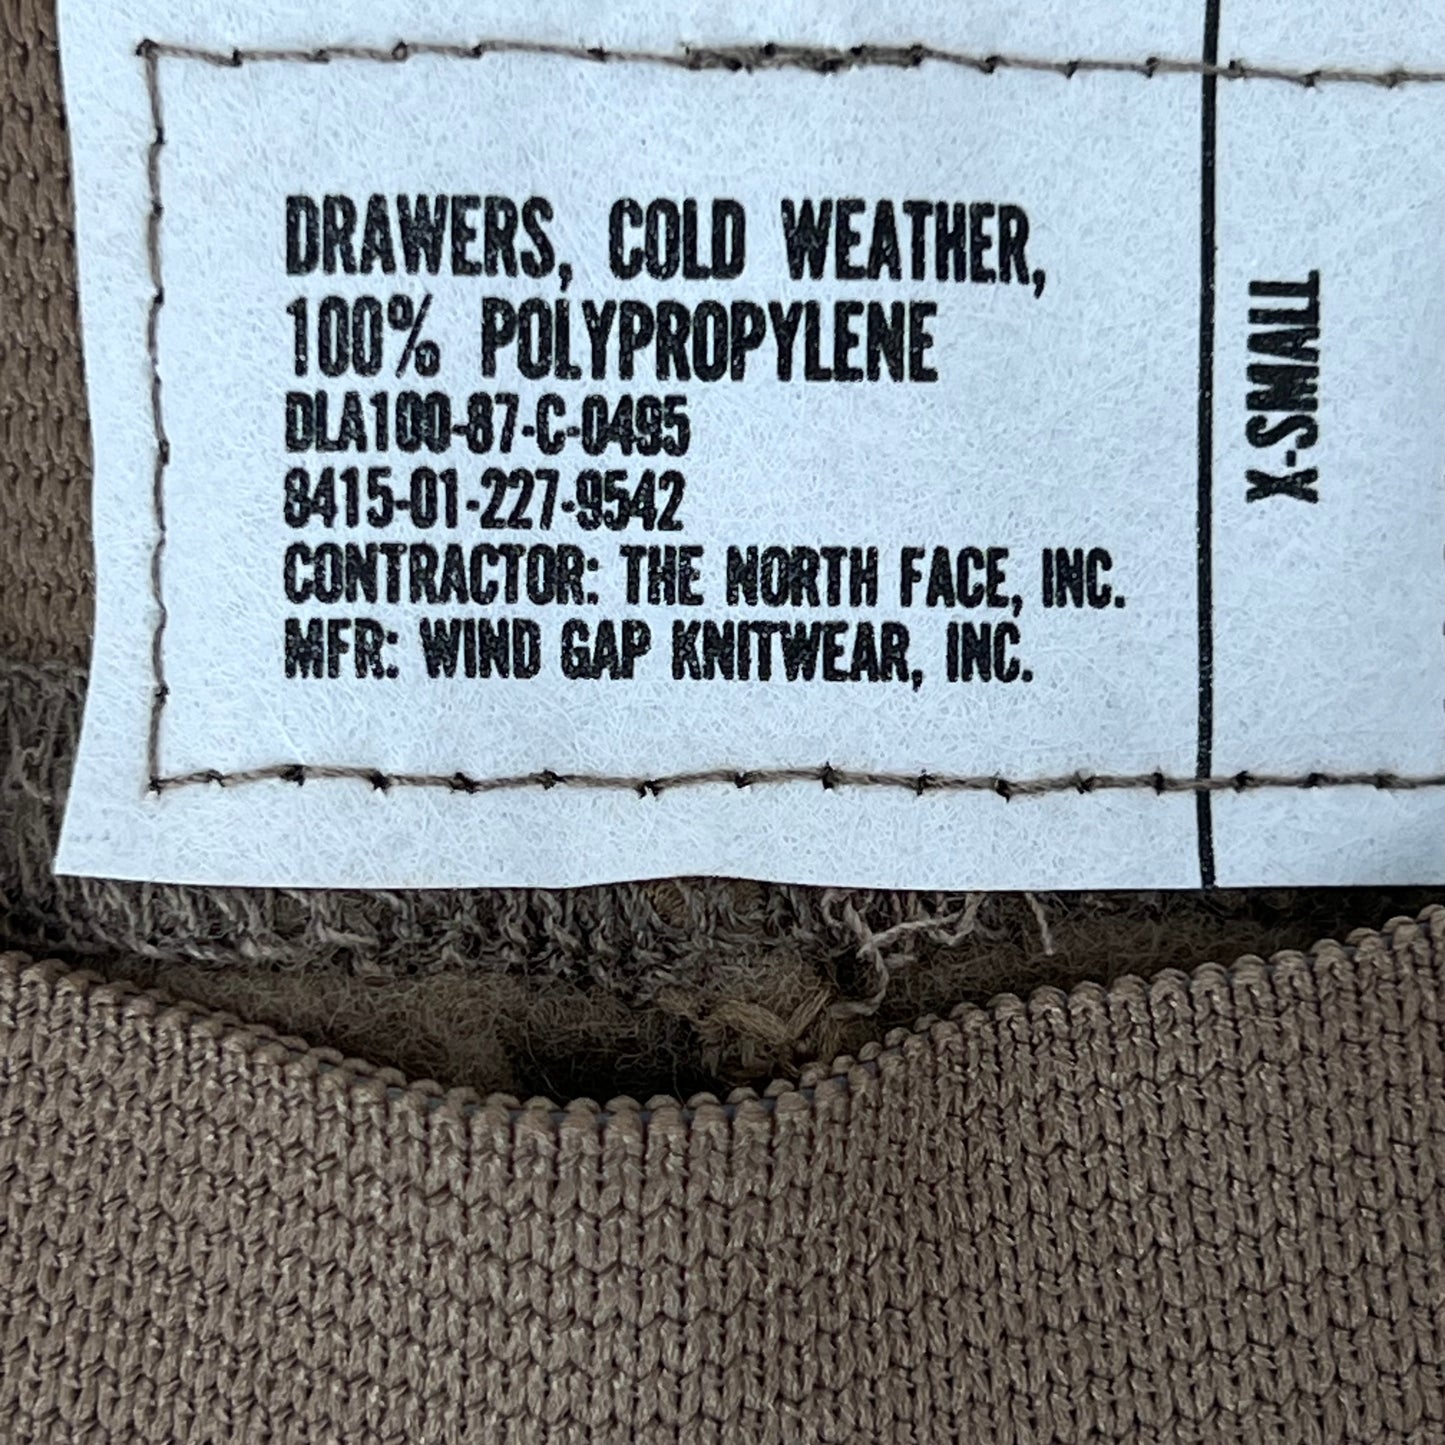 DRAWERS, COLD WEATHER,
100% POLYPROPYLENE
DLA100-87-C-0495
8415-01-227-9542
CONTRACTOR: THE NORTH FACE, INC.
MFR: WIND GAP KNITWEAR, INC.
X-SMALL